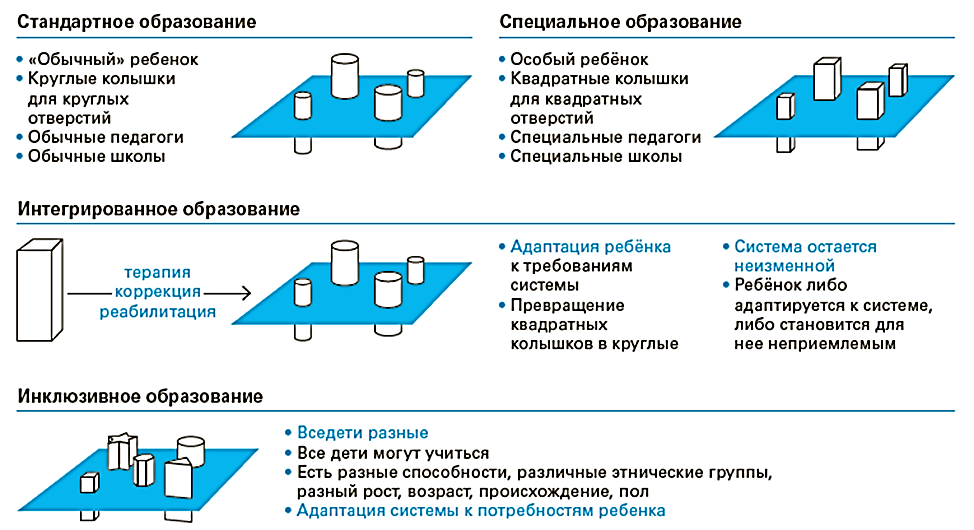 Стандартное образование
• «Обычный» ребенок
• Круглые колышки
для круглых
отверстий
• Обычные педагоги
• Обычные школы
Специальное образование
• Особый ребёнок
• Квадратные колышки
для квадратных
отверстий
• Специальные педагоги
• Специальные школы
Интегрированное образование
терапия
коррекция
реабилитация
• Адаптация ребёнка
к требованиям
системы
• Превращение
квадратных
колышков в круглые
• Система остается
неизменной
• Ребёнок либо
адаптируется к системе,
либо становится для
нее неприемлемым
Инклюзивное образование
• Вседети разные
• Все дети могут учиться
• Есть разные способности, различные этнические группы,
разный рост, возраст, происхождение, пол
• Адаптация системы к потребностям ребенка